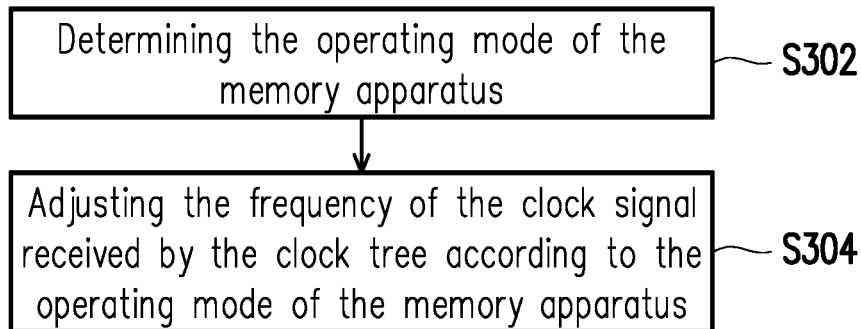 Determining the operating mode of the
memory apparatus
S302
Adjusting the frequency of the clock signal
received by the clock tree according to the
operating mode of the memory apparatus
S304